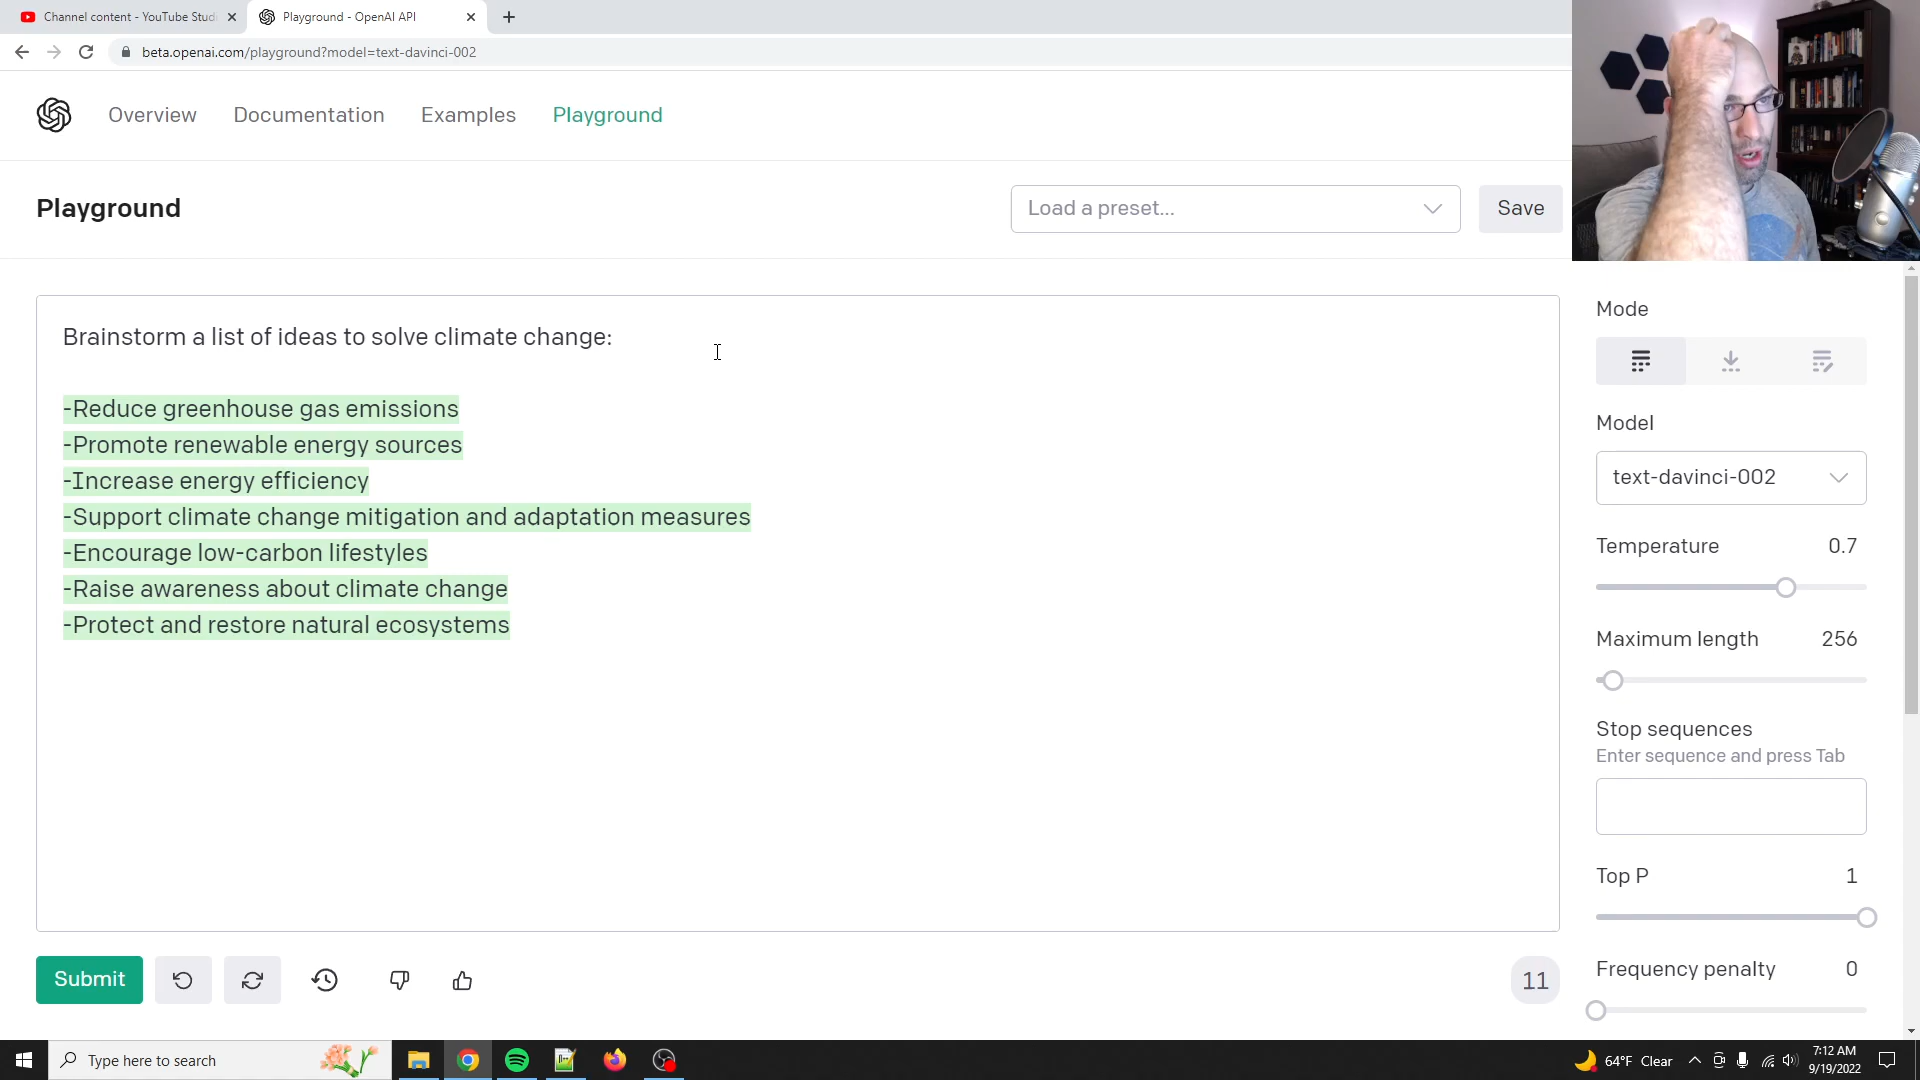 Channel content - YouTube Studi
Playground - OpenAI API
beta.openai.com/playground?model=text-davinci-002
Overview
Documentation
Examples
Playground
Playground
Load a preset...
Save
Brainstorm a list of ideas to solve climate change:
-Reduce greenhouse gas emissions
-Promote renewable energy sources
-Increase energy efficiency
-Support climate change mitigation and adaptation measures
-Encourage low-carbon lifestyles
-Raise awareness about climate change
-Protect and restore natural ecosystems
Mode
Model
text-davinci-002
Temperature 0.7
Maximum length 256
Stop sequences
Enter sequence and press Tab
Top P 1
Frequency penalty 0
Submit
11
Type here to search
64°F Clear
7:12 AM
9/19/2022